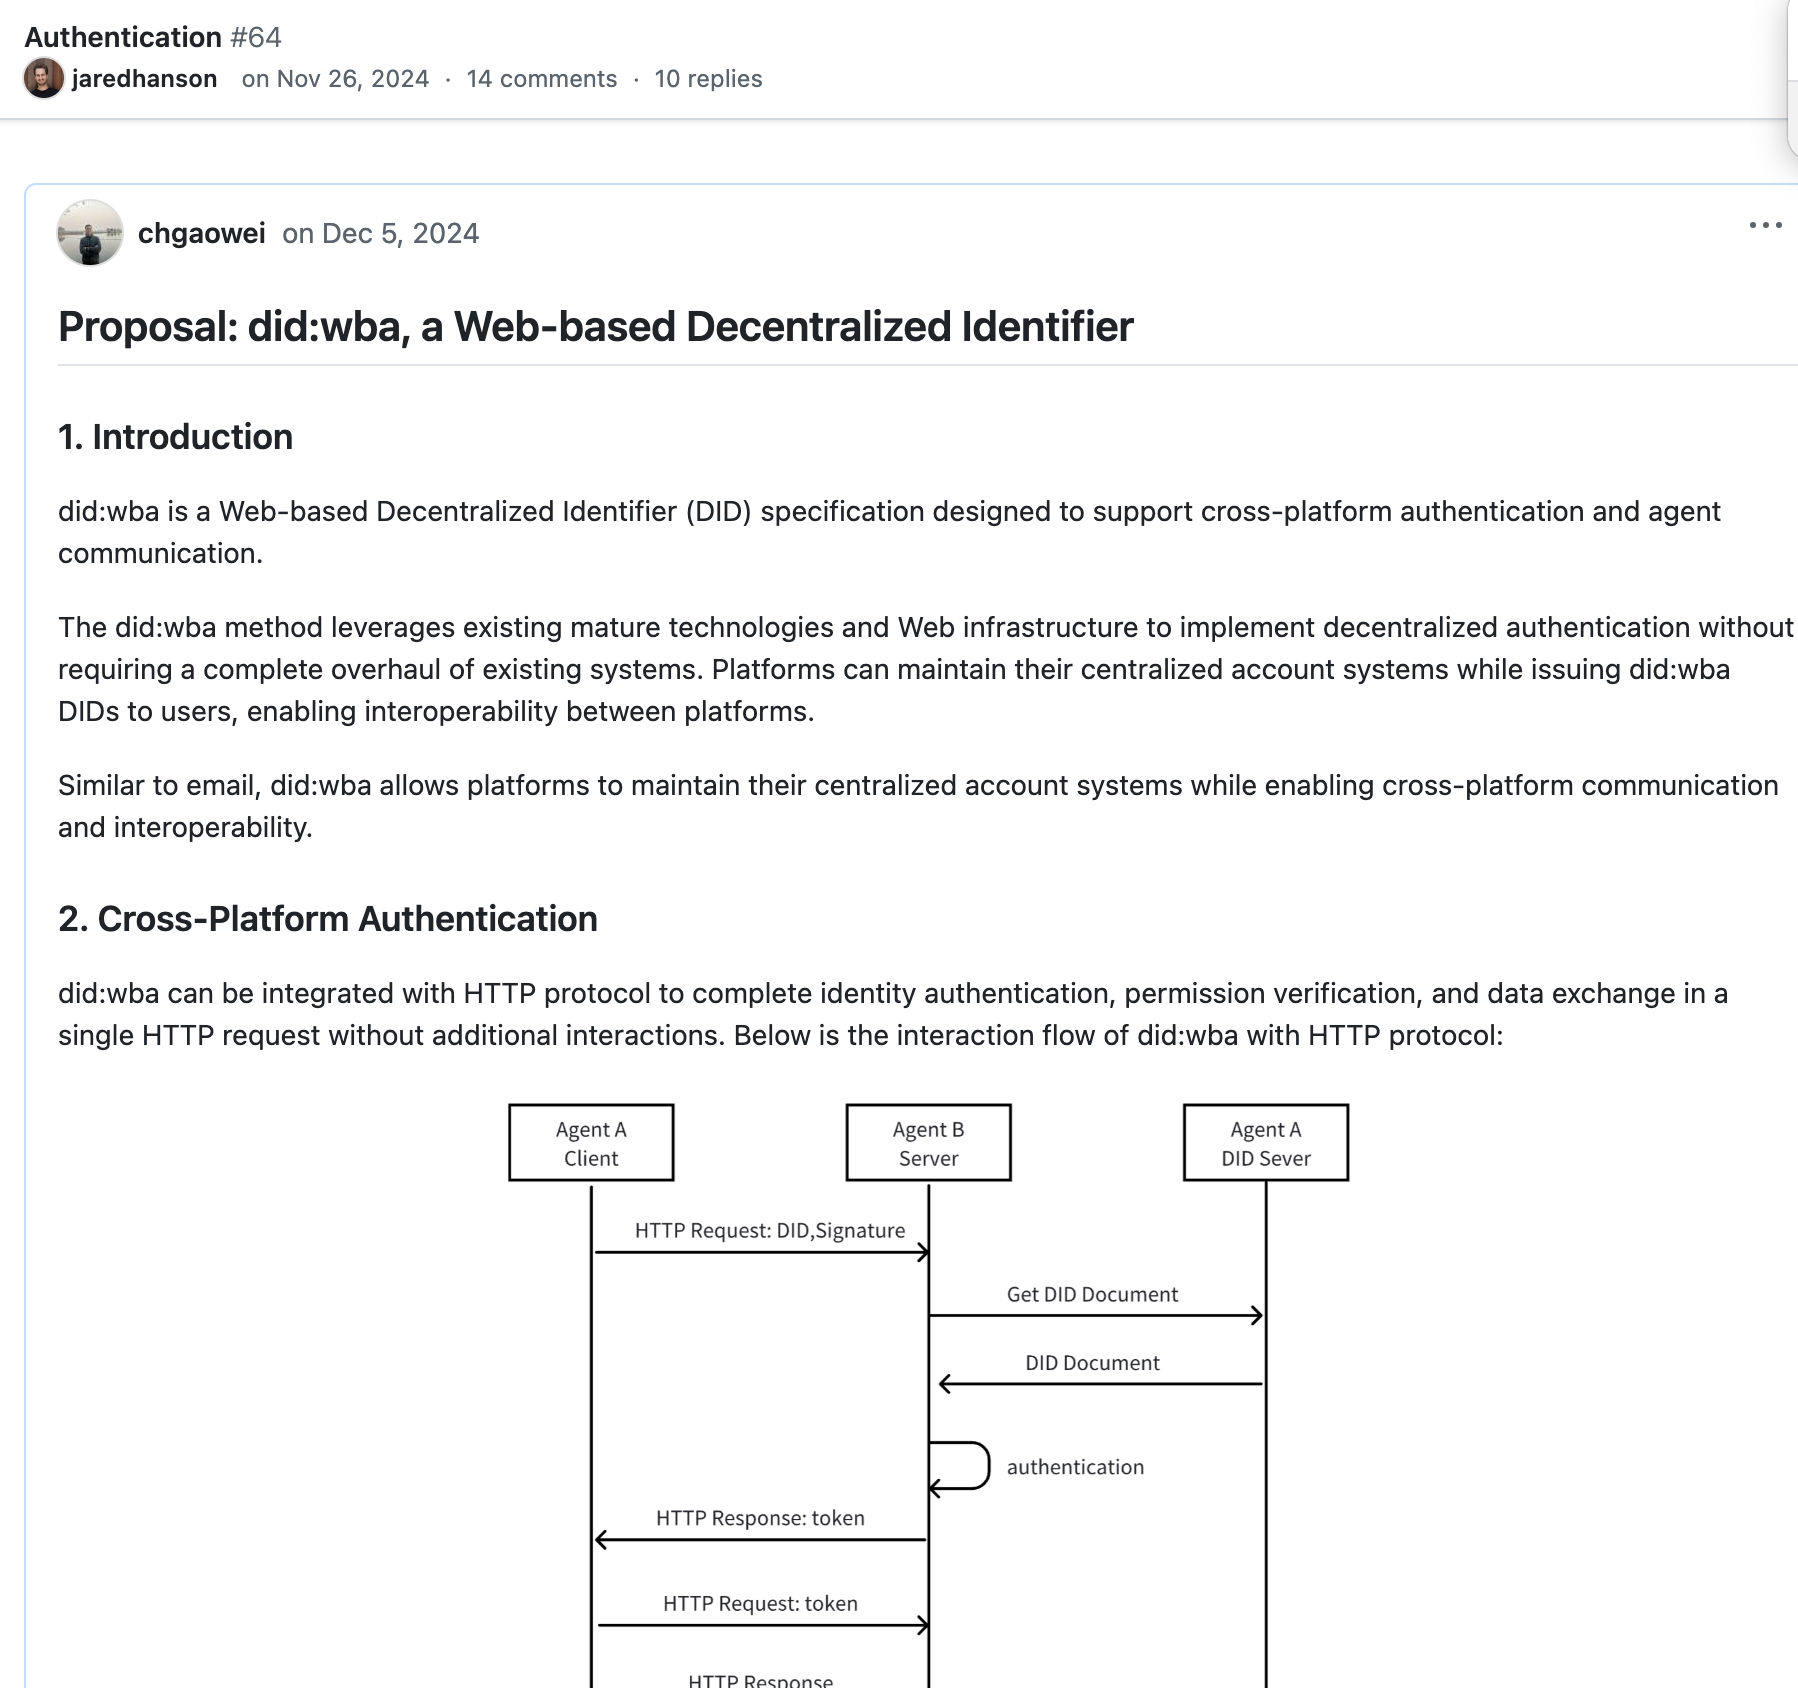 Authentication #64
jaredhanson on Nov 26, 2024 · 14 comments · 10 replies
chgaowei on Dec 5, 2024
Proposal: did:wba, a Web-based Decentralized Identifier
1. Introduction
did:wba is a Web-based Decentralized Identifier (DID) specification designed to support cross-platform authentication and agent
communication.
The did:wba method leverages existing mature technologies and Web infrastructure to implement decentralized authentication without
requiring a complete overhaul of existing systems. Platforms can maintain their centralized account systems while issuing did:wba
DIDs to users, enabling interoperability between platforms.
Similar to email, did:wba allows platforms to maintain their centralized account systems while enabling cross-platform communication
and interoperability.
2. Cross-Platform Authentication
did:wba can be integrated with HTTP protocol to complete identity authentication, permission verification, and data exchange in a
single HTTP request without additional interactions. Below is the interaction flow of did:wba with HTTP protocol:
Agent A
Client
Agent B
Server
Agent A
DID Sever
HTTP Request: DID,Signature
Get DID Document
DID Document
authentication
HTTP Response: token
HTTP Request: token
HTTP Response